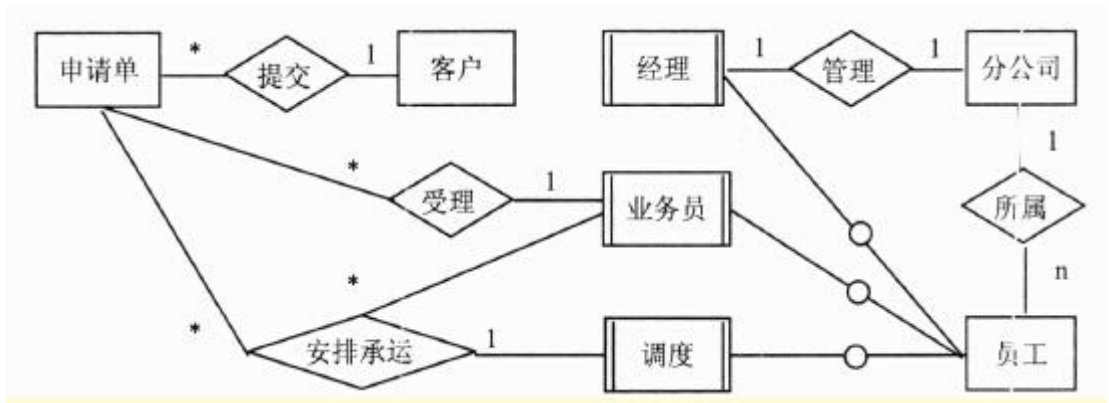 申请单 * 提交 1 客户
经理 1 管理 1 分公司
1
* 受理 1 业务员
所属
n
*
* 安排承运 1 调度
员工